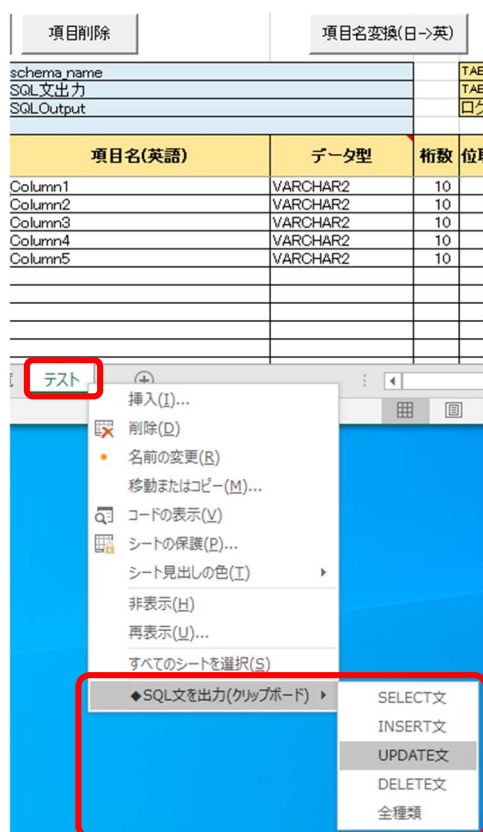 項目削除 項目名変換(日->英)
schema_name
SQL文出力
SQLOutput
項目名(英語) データ型 桁数
Column1 VARCHAR2 10
Column2 VARCHAR2 10
Column3 VARCHAR2 10
Column4 VARCHAR2 10
Column5 VARCHAR2 10
テスト
挿入(I)...
削除(D)
名前の変更(R)
移動またはコピー(M)...
コードの表示(V)
シートの保護(P)...
シート見出しの色(T)
非表示(H)
再表示(U)...
すべてのシートを選択(S)
◆SQL文を出力(クリップボード)
SELECT文
INSERT文
UPDATE文
DELETE文
全種類